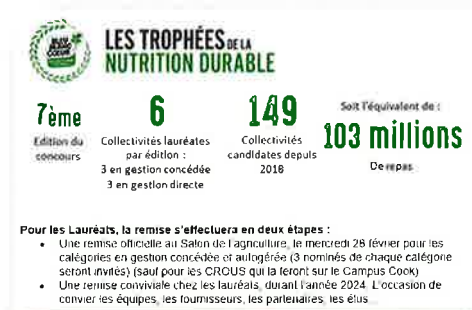 LES TROPHÉES DE LA
NUTRITION DURABLE
7ème
Edition du
concours
6
Collectivités lauréates
par édition :
3 en gestion concédée
3 en gestion directe
149
Collectivités
candidates depuis
2018
Soit l'équivalent de :
103 millions
De repas
Pour les Lauréats, la remise s'effectuera en deux étapes :
• Une remise officielle au Salon de l'agriculture, le mercredi 28 février pour les
catégories en gestion concédée et autogérée (3 nominés de chaque catégorie
seront invités) (sauf pour les CROUS qui la feront sur le Campus Cook)
• Une remise conviviale chez les lauréats, durant l'année 2024. L'occasion de
convier les équipes, les fournisseurs, les partenaires, les élus...